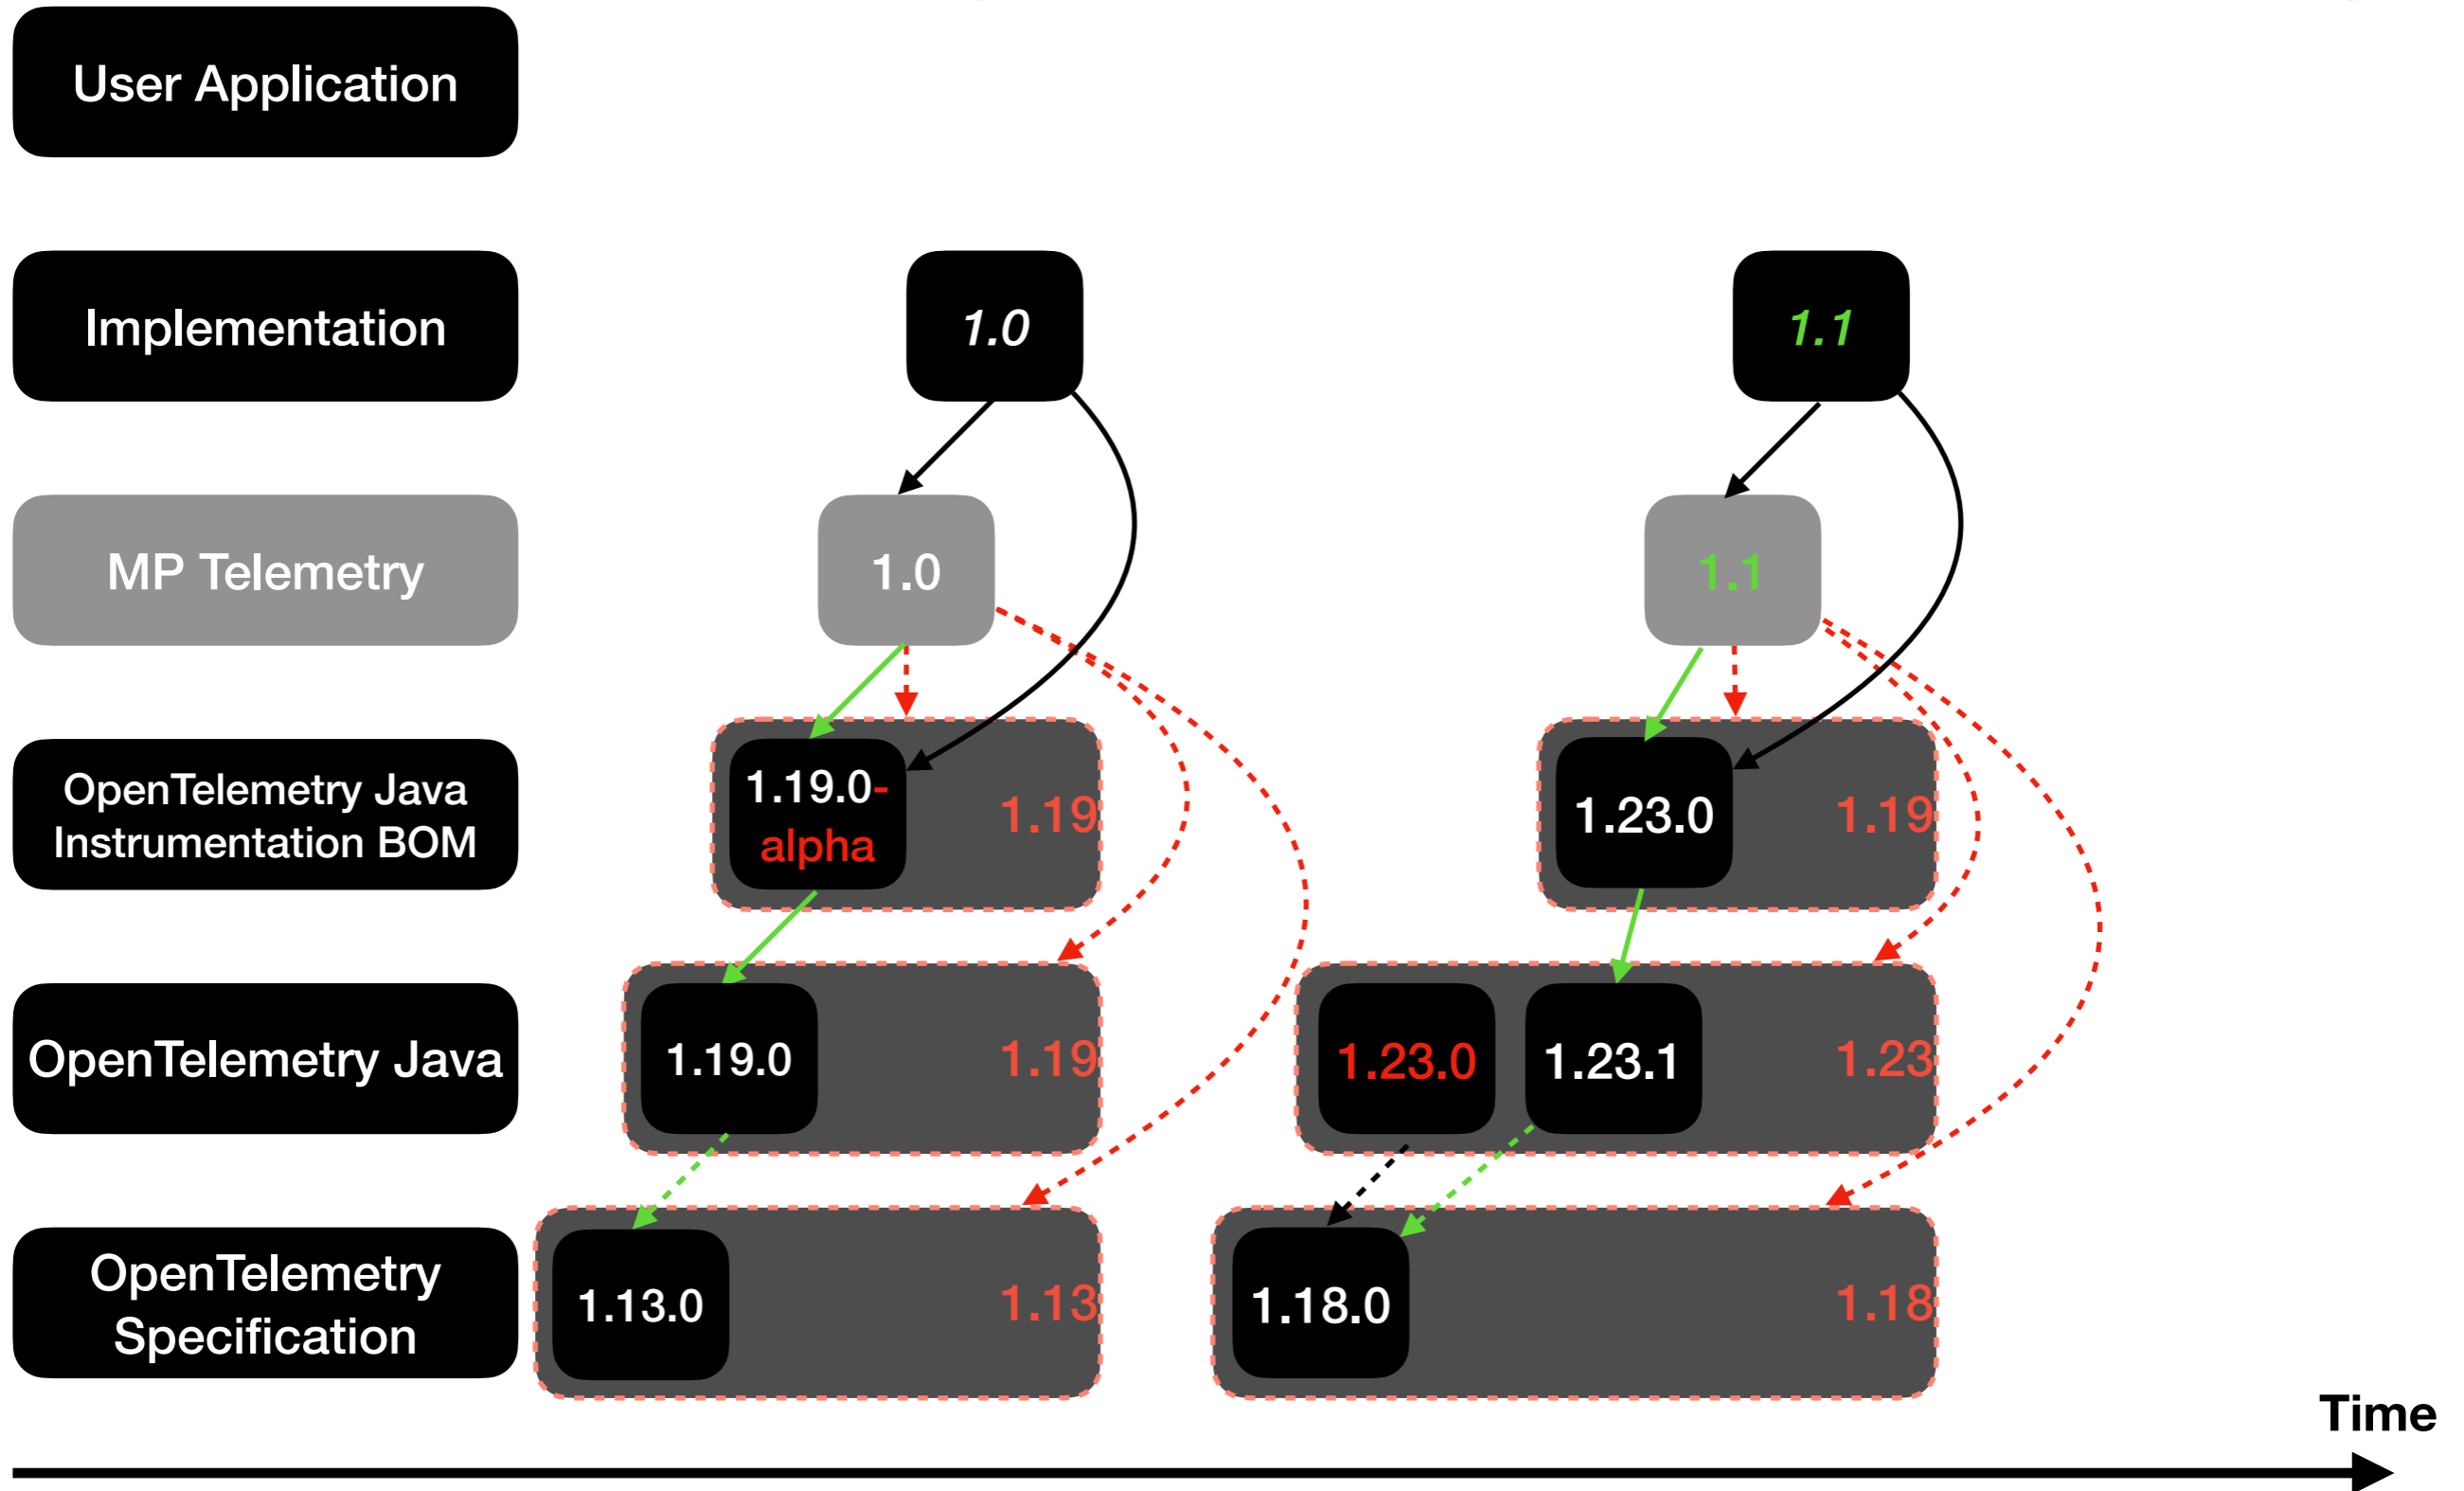 User Application
Implementation
1.0
1.1
MP Telemetry
1.0
1.1
OpenTelemetry Java
Instrumentation BOM
1.19.0-
alpha
1.19
1.23.0
1.19
OpenTelemetry Java
1.19.0
1.19
1.23.0
1.23.1
1.23
OpenTelemetry
Specification
1.13.0
1.13
1.18.0
1.18
Time